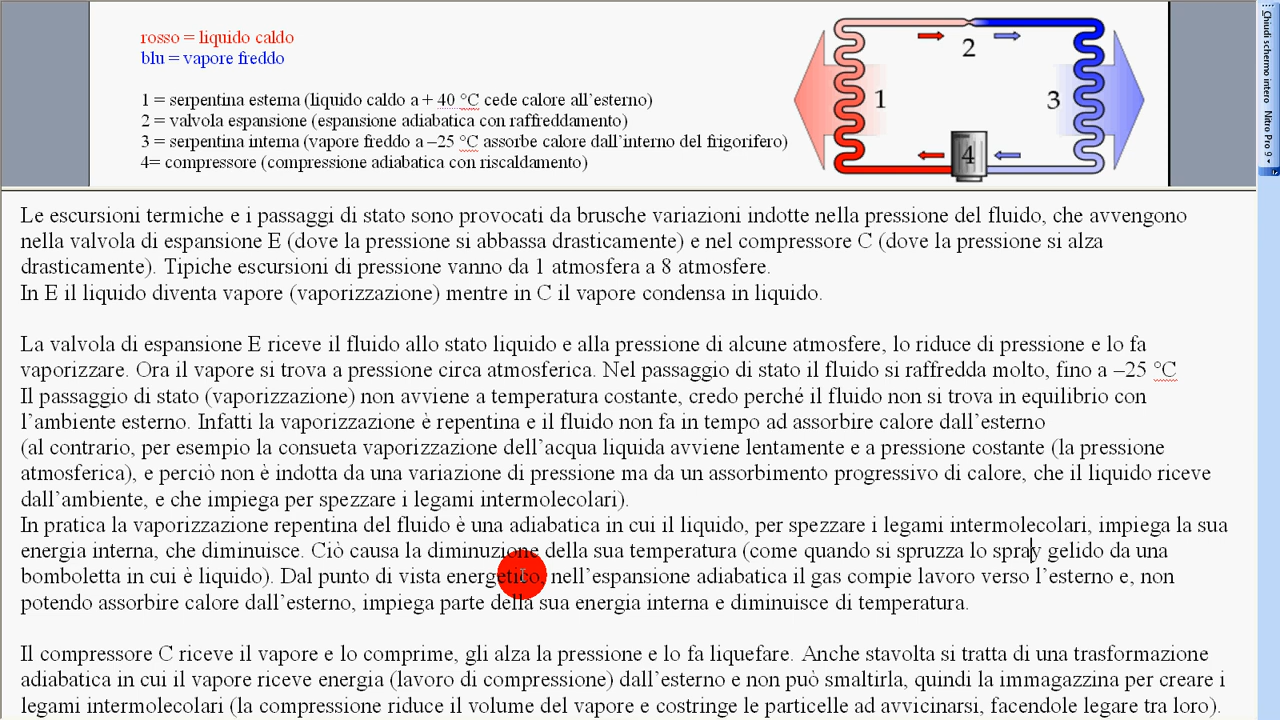 rosso = liquido caldo
blu = vapore freddo
1 = serpentina esterna (liquido caldo a + 40 °C cede calore all’esterno)
2 = valvola espansione (espansione adiabatica con raffreddamento)
3 = serpentina interna (vapore freddo a –25 °C assorbe calore dall’interno del frigorifero)
4= compressore (compressione adiabatica con riscaldamento)
2
1
3
4
Le escursioni termiche e i passaggi di stato sono provocati da brusche variazioni indotte nella pressione del fluido, che avvengono
nella valvola di espansione E (dove la pressione si abbassa drasticamente) e nel compressore C (dove la pressione si alza
drasticamente). Tipiche escursioni di pressione vanno da 1 atmosfera a 8 atmosfere.
In E il liquido diventa vapore (vaporizzazione) mentre in C il vapore condensa in liquido.
La valvola di espansione E riceve il fluido allo stato liquido e alla pressione di alcune atmosfere, lo riduce di pressione e lo fa
vaporizzare. Ora il vapore si trova a pressione circa atmosferica. Nel passaggio di stato il fluido si raffredda molto, fino a –25 °C
Il passaggio di stato (vaporizzazione) non avviene a temperatura costante, credo perché il fluido non si trova in equilibrio con
l’ambiente esterno. Infatti la vaporizzazione è repentina e il fluido non fa in tempo ad assorbire calore dall’esterno
(al contrario, per esempio la consueta vaporizzazione dell’acqua liquida avviene lentamente e a pressione costante (la pressione
atmosferica), e perciò non è indotta da una variazione di pressione ma da un assorbimento progressivo di calore, che il liquido riceve
dall’ambiente, e che impiega per spezzare i legami intermolecolari).
In pratica la vaporizzazione repentina del fluido è una adiabatica in cui il liquido, per spezzare i legami intermolecolari, impiega la sua
energia interna, che diminuisce. Ciò causa la diminuzione della sua temperatura (come quando si spruzza lo spray gelido da una
bomboletta in cui è liquido). Dal punto di vista energetico, nell’espansione adiabatica il gas compie lavoro verso l’esterno e, non
potendo assorbire calore dall’esterno, impiega parte della sua energia interna e diminuisce di temperatura.
Il compressore C riceve il vapore e lo comprime, gli alza la pressione e lo fa liquefare. Anche stavolta si tratta di una trasformazione
adiabatica in cui il vapore riceve energia (lavoro di compressione) dall’esterno e non può smaltirla, quindi la immagazzina per creare i
legami intermolecolari (la compressione riduce il volume del vapore e costringe le particelle ad avvicinarsi, facendole legare tra loro).
Chiudi schermo intero - Nitro Pro 9